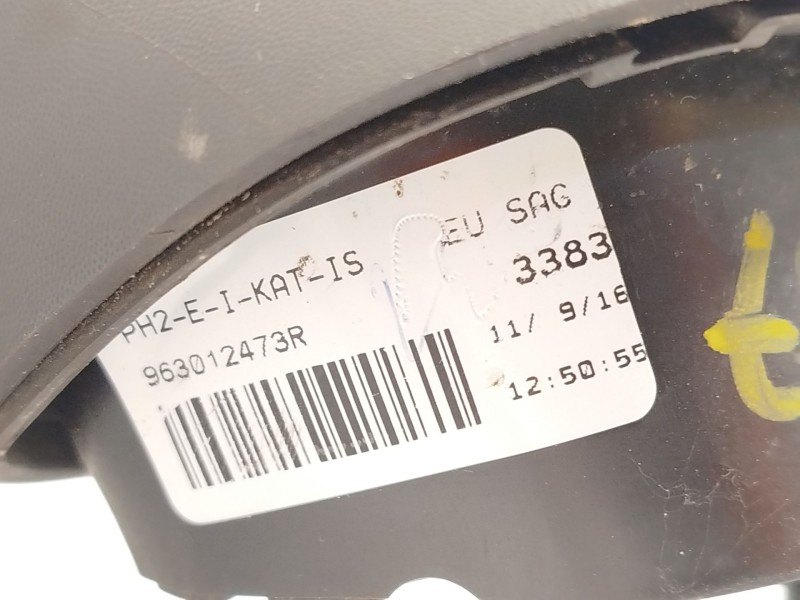 EU SAG
PH2-E-I-KAT-IS
3383
963012473R
11/ 9/16
12:50:55